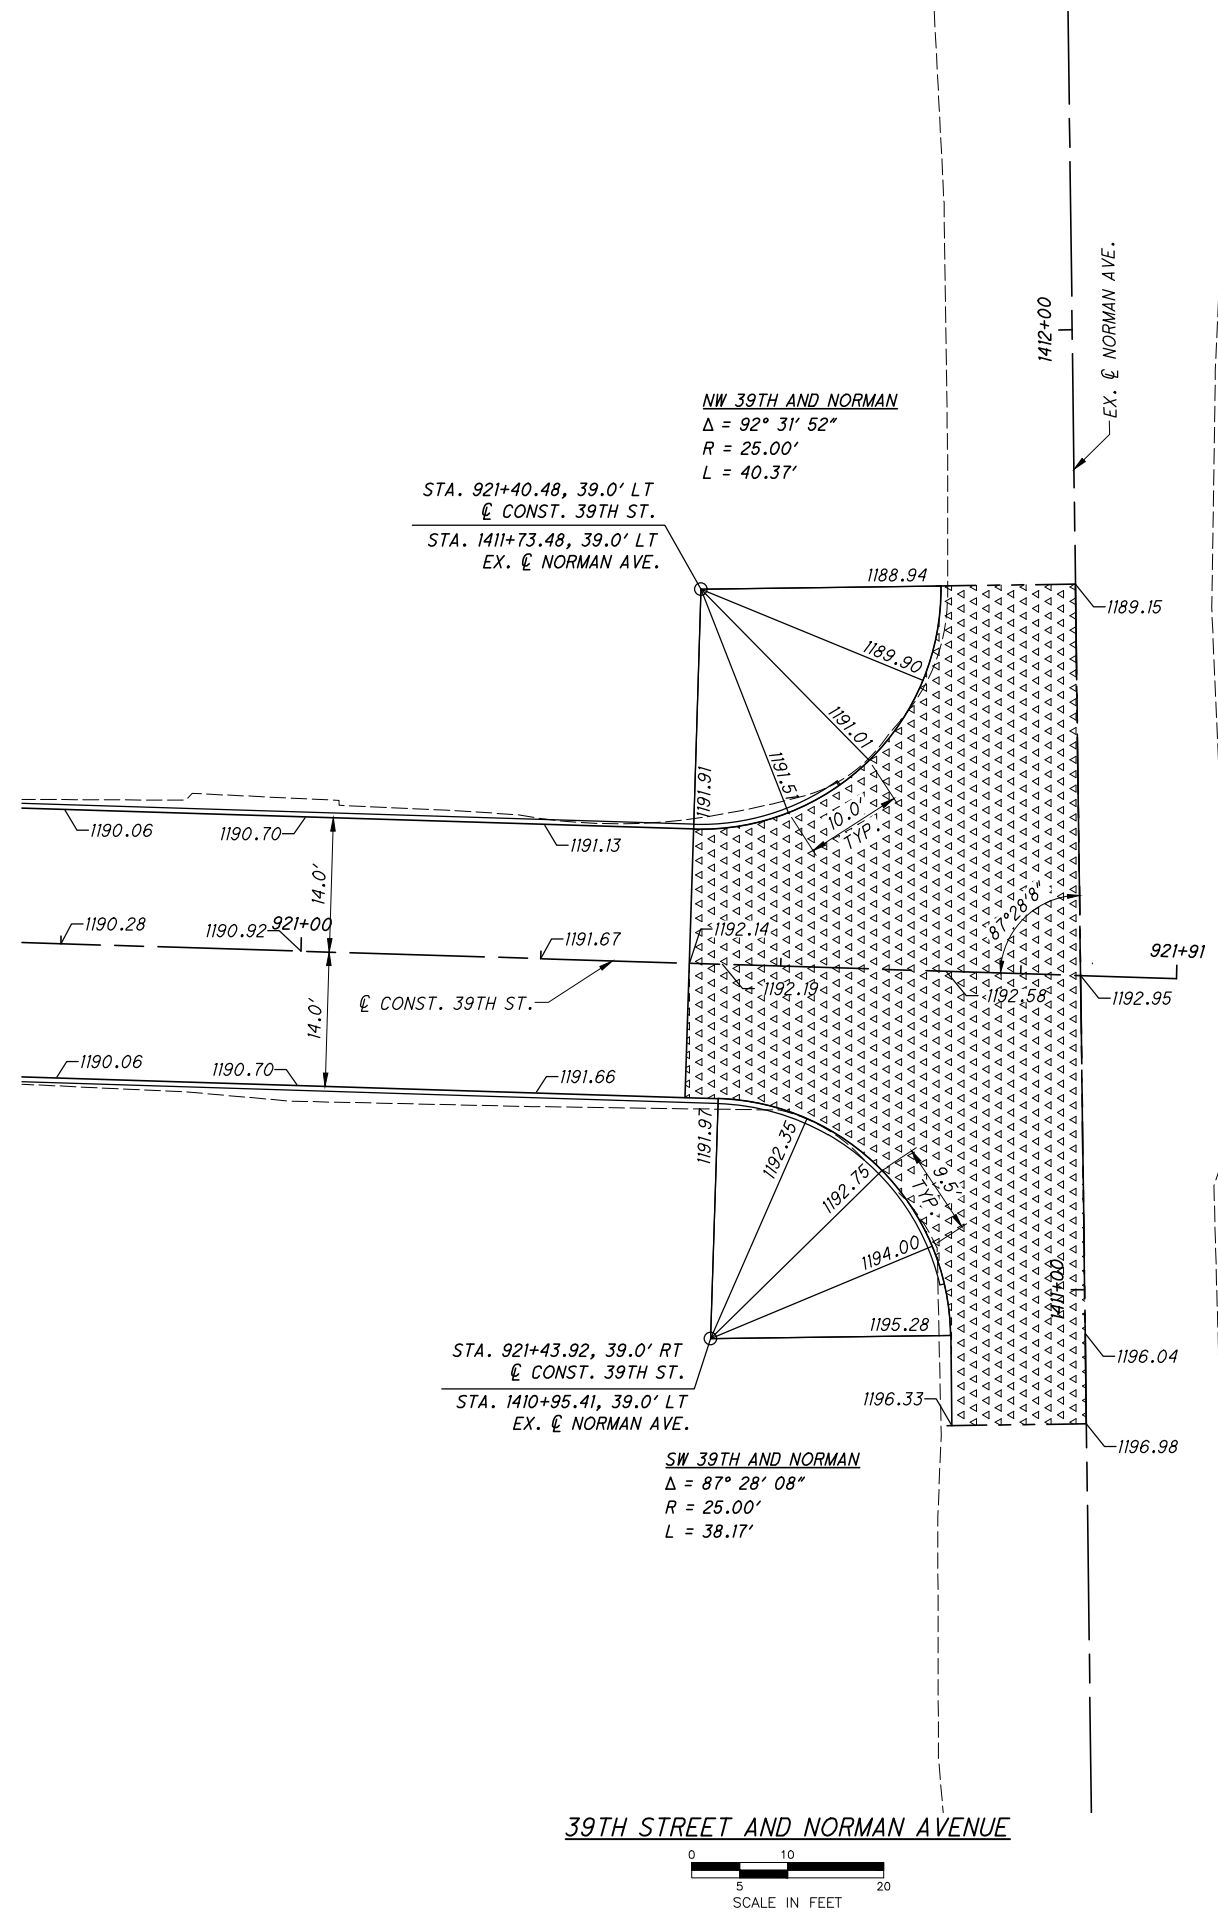 1412+00
EX. ℄ NORMAN AVE.
NW 39TH AND NORMAN
Δ = 92° 31' 52"
R = 25.00'
L = 40.37'
STA. 921+40.48, 39.0' LT
℄ CONST. 39TH ST.
STA. 1411+73.48, 39.0' LT
EX. ℄ NORMAN AVE.
1188.94
1189.15
1189.90
1191.01
1191.51
1191.91
10.0'
TYP.
1190.06
1190.70
1191.13
14.0'
87°28'8"
1190.28
1190.92
921+00
1191.67
1192.14
921+91
℄ CONST. 39TH ST.
1192.19
1192.58
1192.95
14.0'
1190.06
1190.70
1191.66
1191.97
1192.35
1192.75
9.5'
TYP.
1194.00
1411+00
1195.28
1196.04
STA. 921+43.92, 39.0' RT
℄ CONST. 39TH ST.
STA. 1410+95.41, 39.0' LT
EX. ℄ NORMAN AVE.
1196.33
1196.98
SW 39TH AND NORMAN
Δ = 87° 28' 08"
R = 25.00'
L = 38.17'
39TH STREET AND NORMAN AVENUE
0 10
5 20
SCALE IN FEET